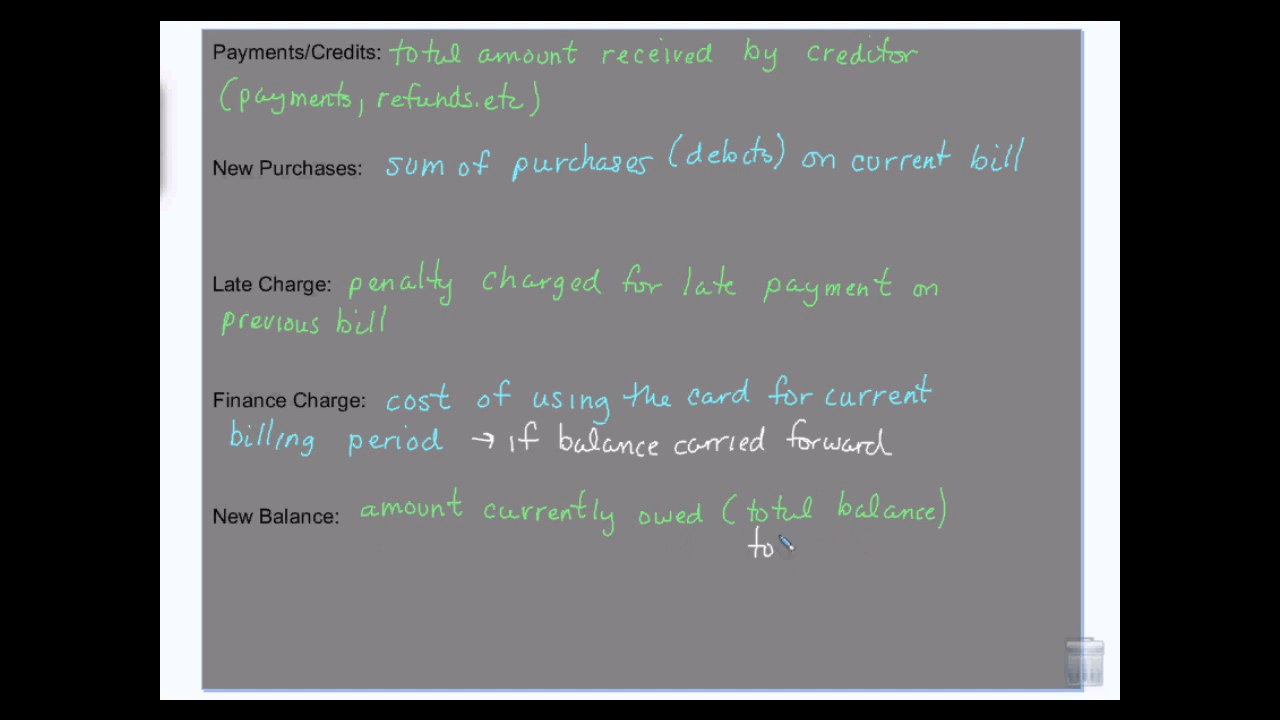 Payments/Credits: total amount received by creditor
(payments, refunds.etc)
New Purchases: sum of purchases (debits) on current bill
Late Charge: penalty charged for late payment on
previous bill
Finance Charge: cost of using the card for current
billing period → if balance carried forward
New Balance: amount currently owed (total balance)
to